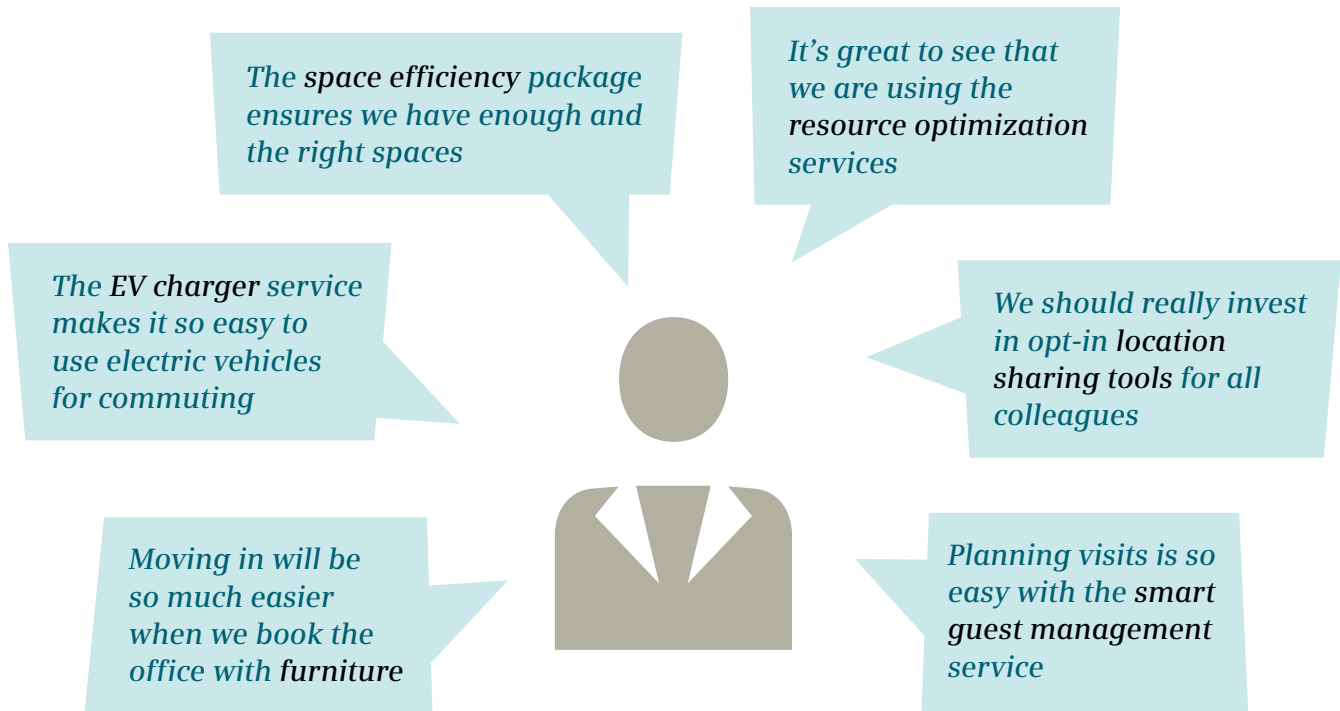 The space efficiency package
ensures we have enough and
the right spaces
It's great to see that
we are using the
resource optimization
services
The EV charger service
makes it so easy to
use electric vehicles
for commuting
We should really invest
in opt-in location
sharing tools for all
colleagues
Moving in will be
so much easier
when we book the
office with furniture
Planning visits is so
easy with the smart
guest management
service